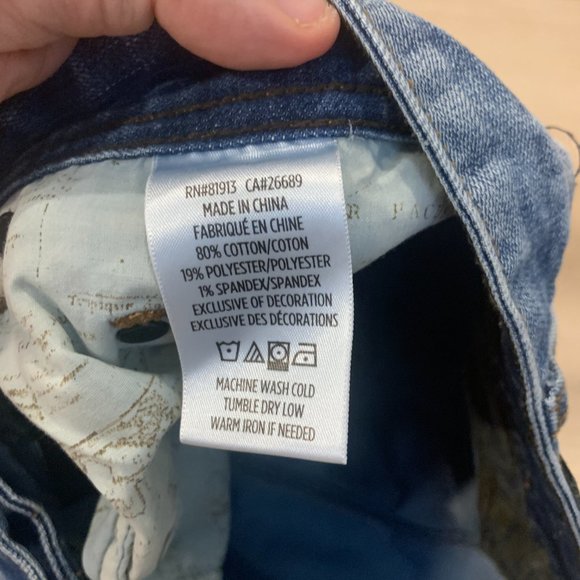 RN#81913 CA#26689
MADE IN CHINA
FABRIQUÉ EN CHINE
80% COTTON/COTON
19% POLYESTER/POLYESTER
1% SPANDEX/SPANDEX
EXCLUSIVE OF DECORATION
EXCLUSIVE DES DÉCORATIONS
MACHINE WASH COLD
TUMBLE DRY LOW
WARM IRON IF NEEDED